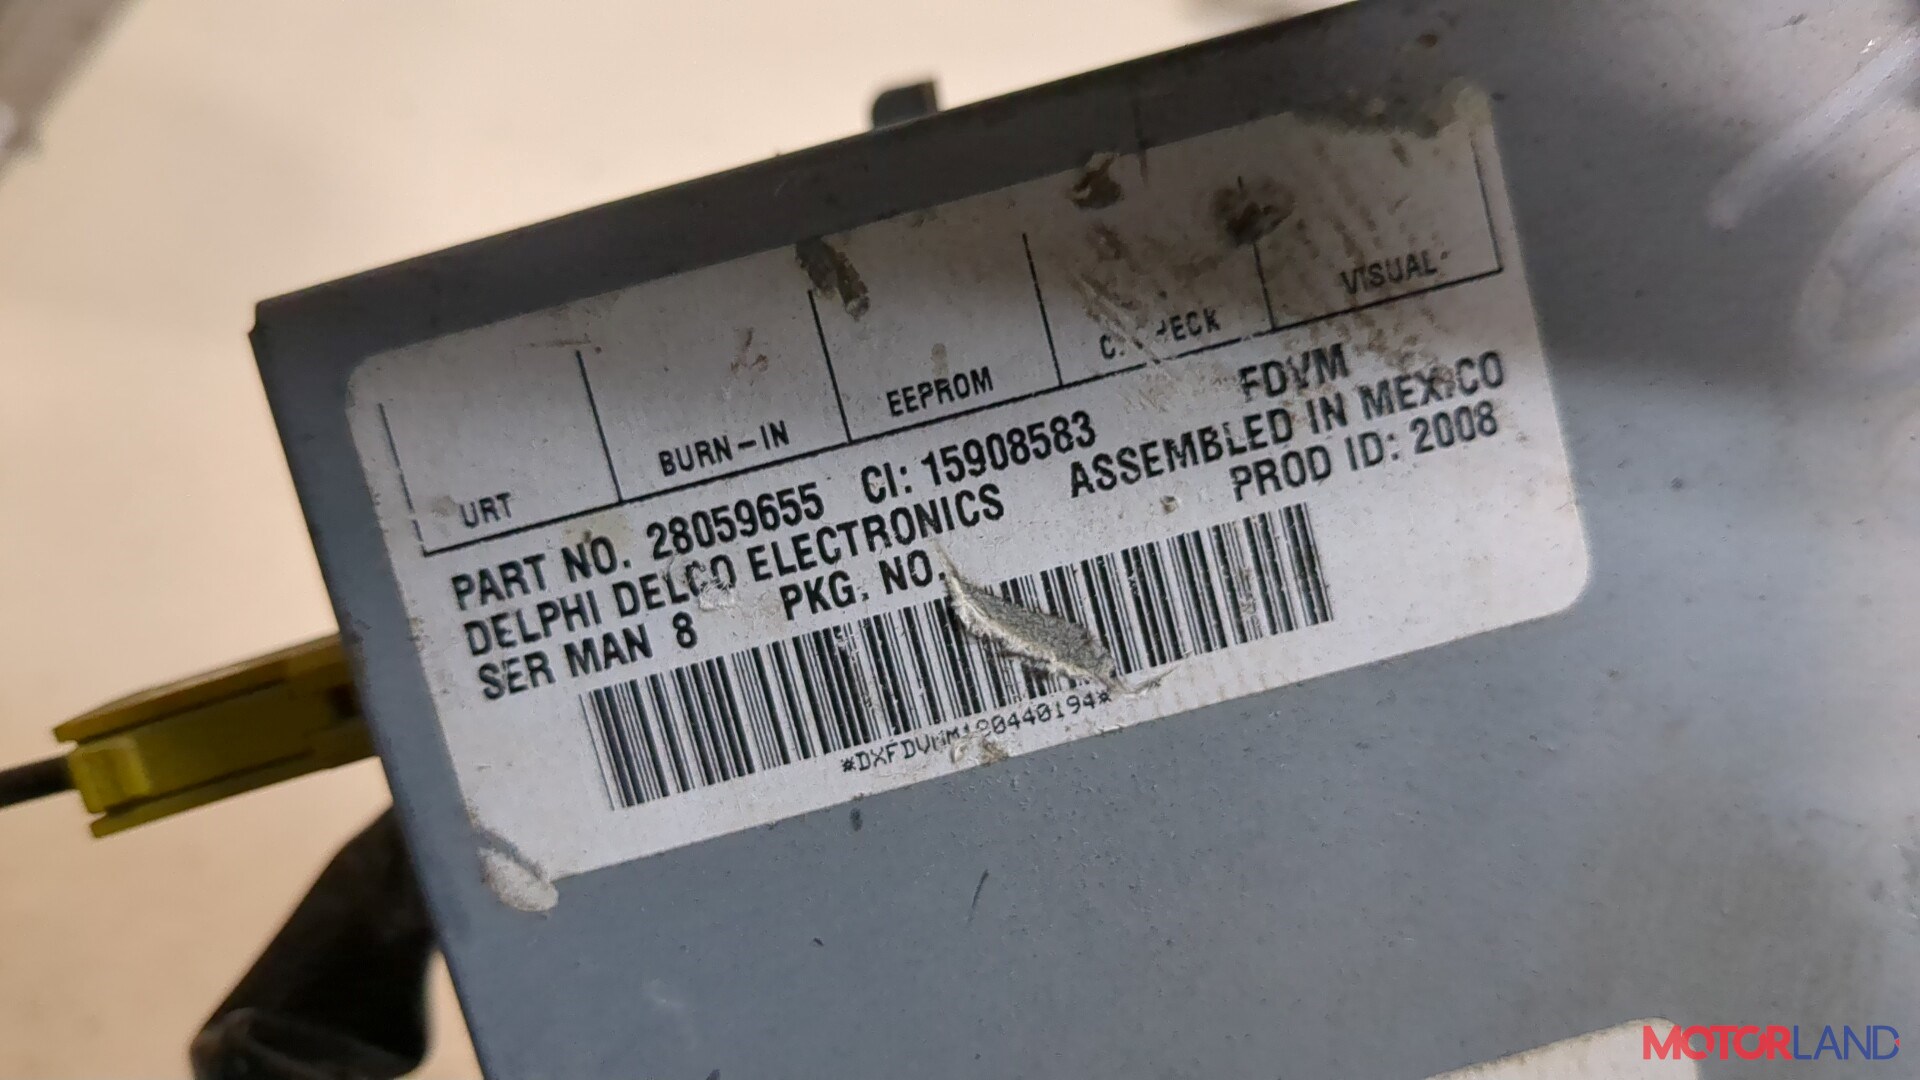 URT BURN-IN EEPROM VISUAL
PART NO. 28059655 CI: 15908583 FDVM
DELPHI DELCO ELECTRONICS ASSEMBLED IN MEXICO
SER MAN 8 PKG. NO. PROD ID: 2008
MOTORLAND